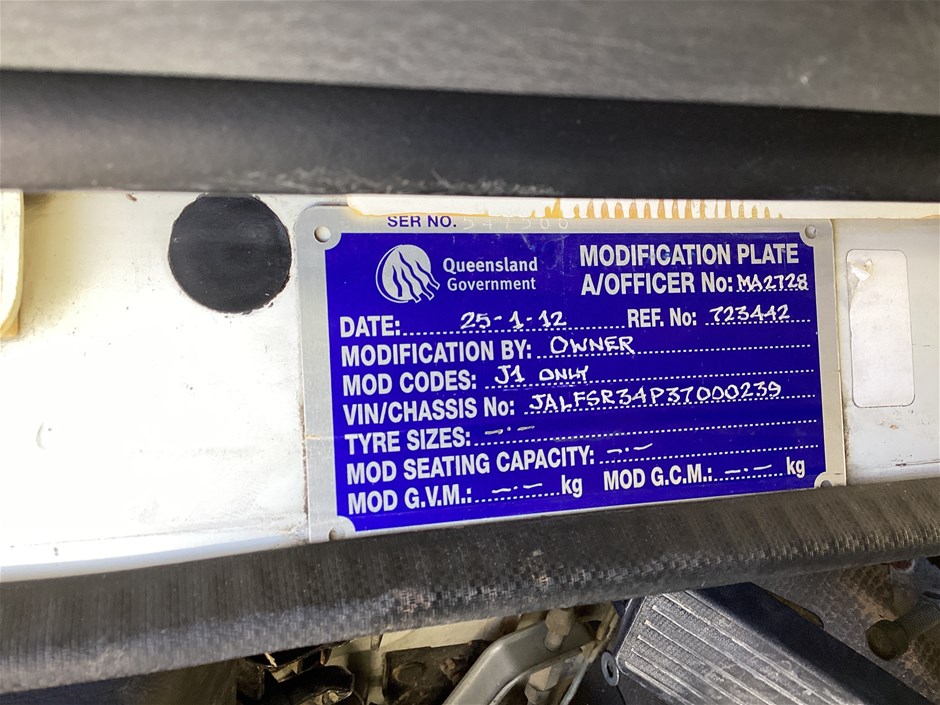 SER NO.
Queensland
Government
MODIFICATION PLATE
A/OFFICER No: MA2728
DATE: 25-1-12 REF. No: 723442
MODIFICATION BY: OWNER
MOD CODES: J1 ONLY
VIN/CHASSIS No: JALFSR34P37000239
TYRE SIZES: -.-
MOD SEATING CAPACITY: -.-
MOD G.V.M.: -.- kg MOD G.C.M.: -.- kg